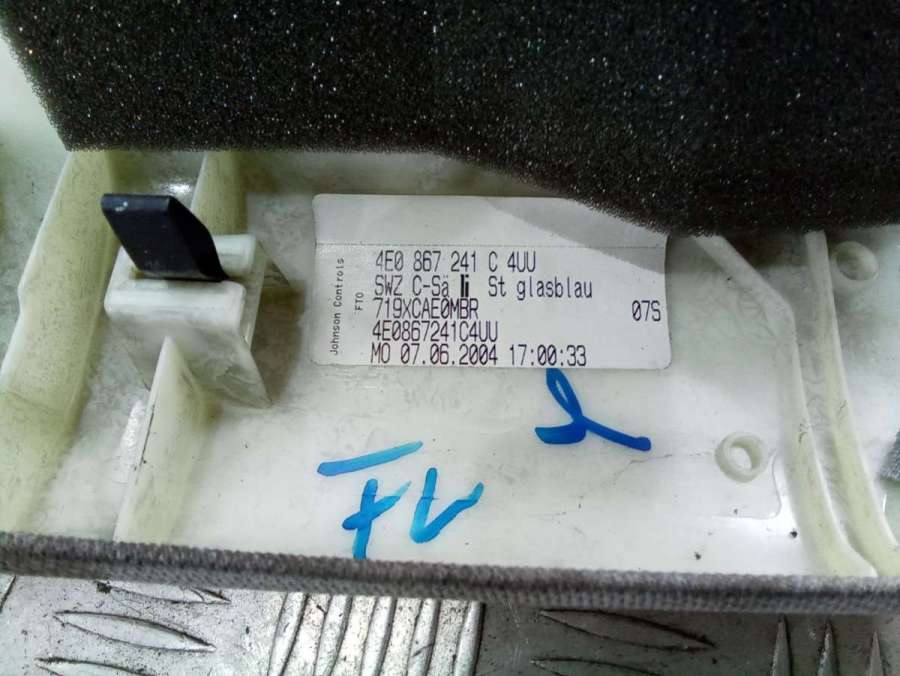 4E0 867 241 C 4UU
SWZ C-Sä li St glasblau
719XCAE0MBR 07S
4E0867241C4UU
MO 07.06.2004 17:00:33
Johnson Controls
FTO